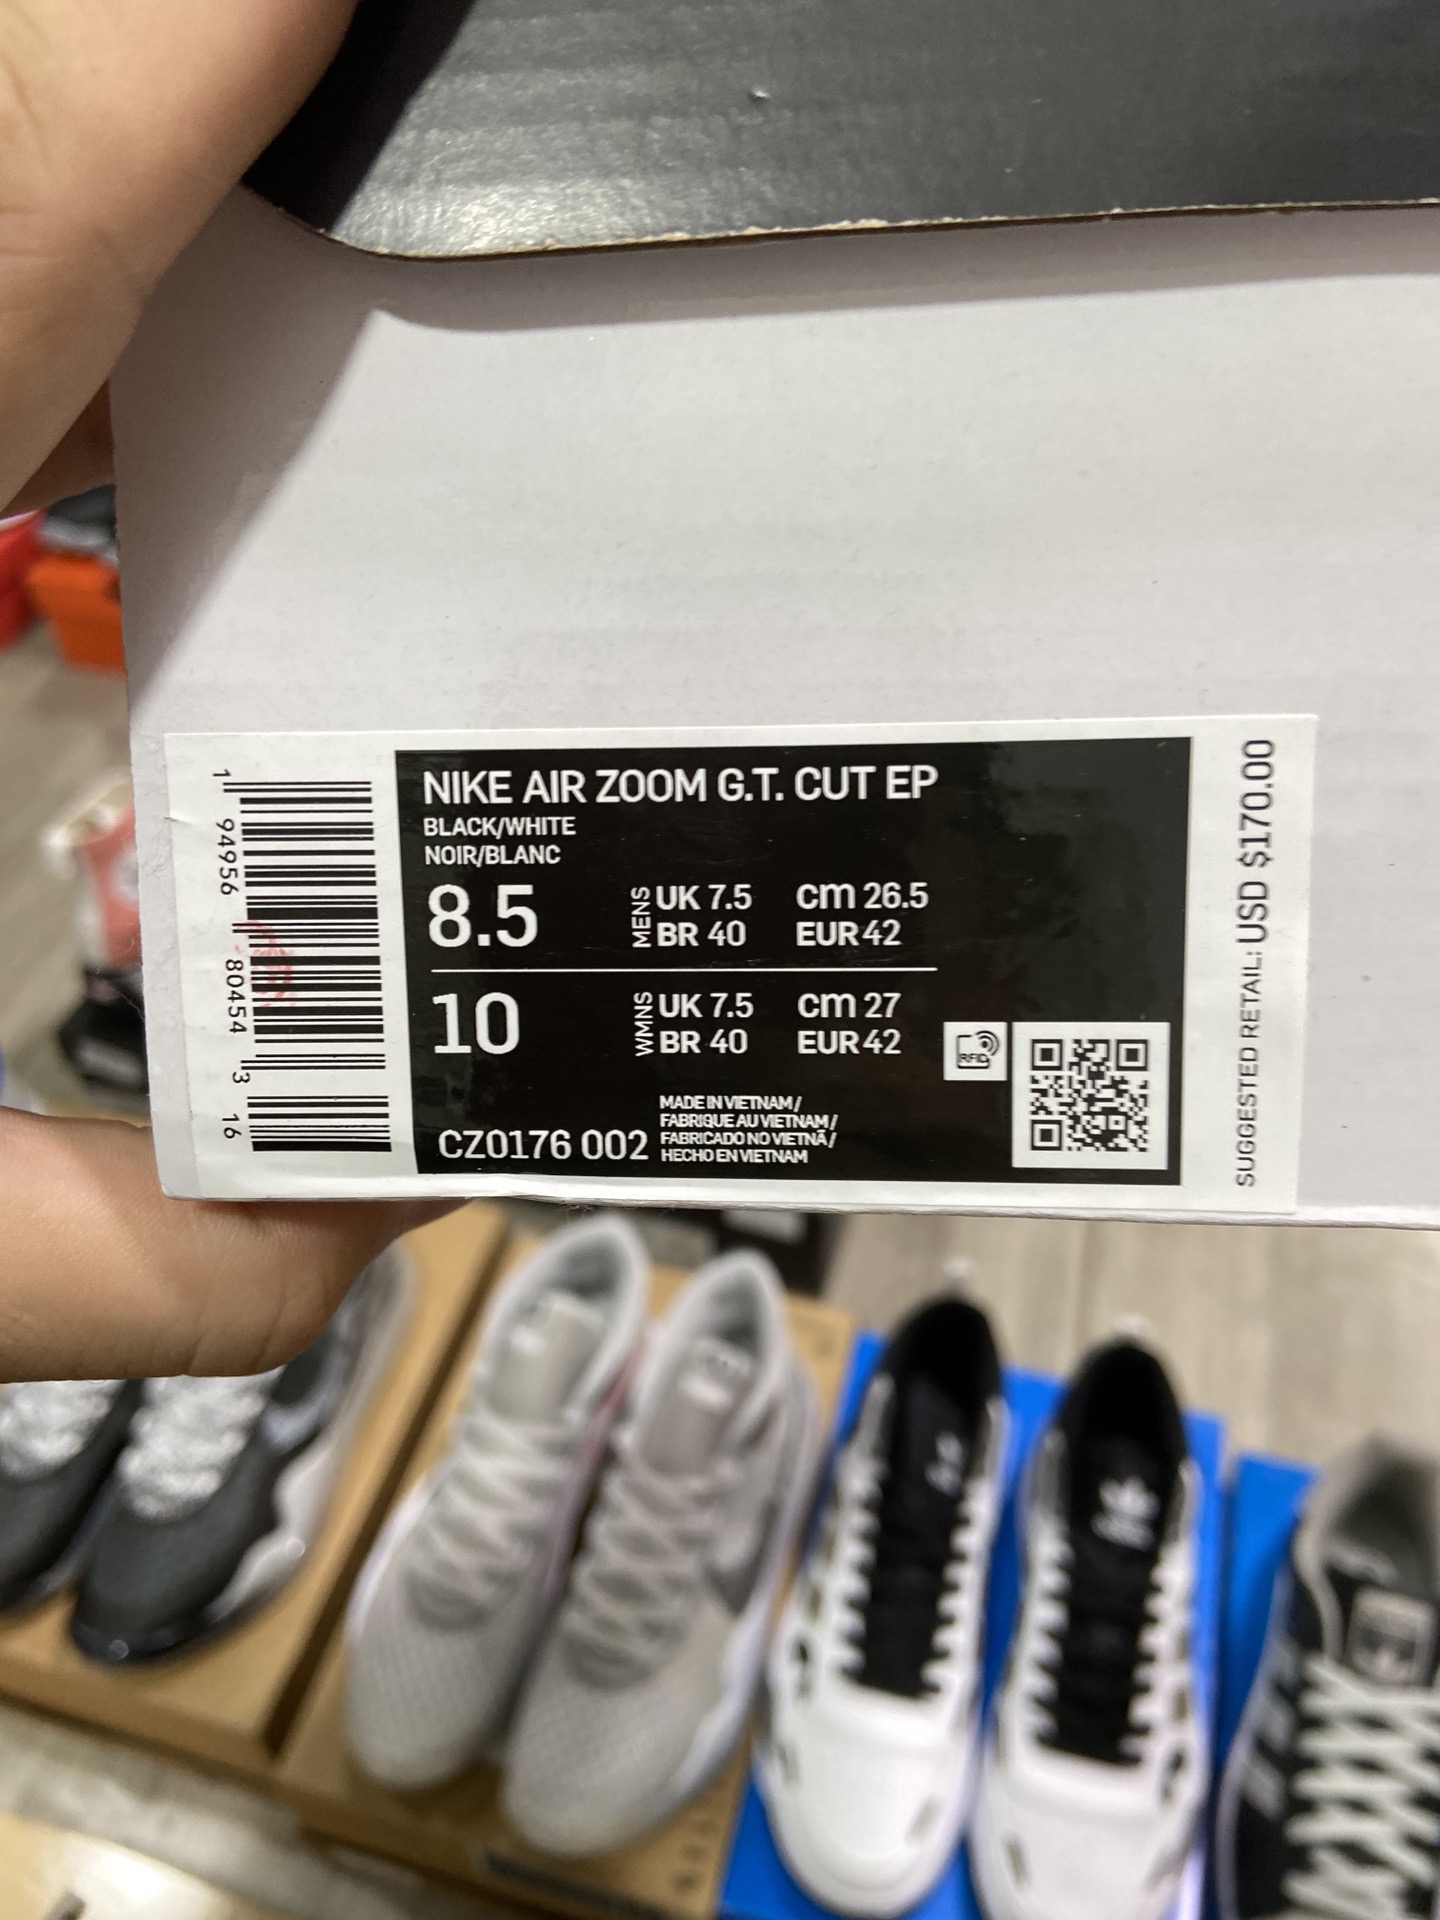 NIKE AIR ZOOM G.T. CUT EP
BLACK/WHITE
NOIR/BLANC
8.5 MENS UK 7.5 cm 26.5
BR 40 EUR 42
10 WMNS UK 7.5 cm 27
BR 40 EUR 42
RFID
CZ0176 002
MADE IN VIETNAM /
FABRIQUE AU VIETNAM /
FABRICADO NO VIETNÃ /
HECHO EN VIETNAM
1 94956 80454 3 16
SUGGESTED RETAIL: USD $170.00